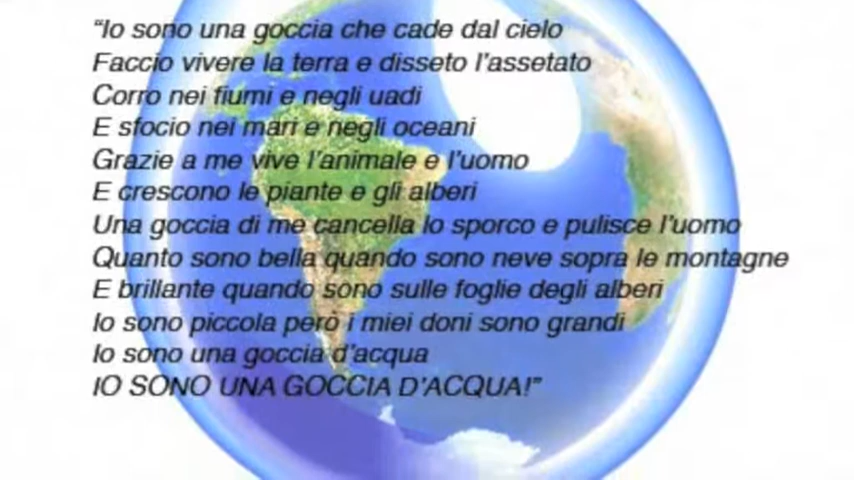 “Io sono una goccia che cade dal cielo
Faccio vivere la terra e disseto l’assetato
Corro nei fiumi e negli uadi
E sfocio nei mari e negli oceani
Grazie a me vive l’animale e l’uomo
E crescono le piante e gli alberi
Una goccia di me cancella lo sporco e pulisce l’uomo
Quanto sono bella quando sono neve sopra le montagne
E brillante quando sono sulle foglie degli alberi
Io sono piccola però i miei doni sono grandi
Io sono una goccia d’acqua
IO SONO UNA GOCCIA D’ACQUA!”